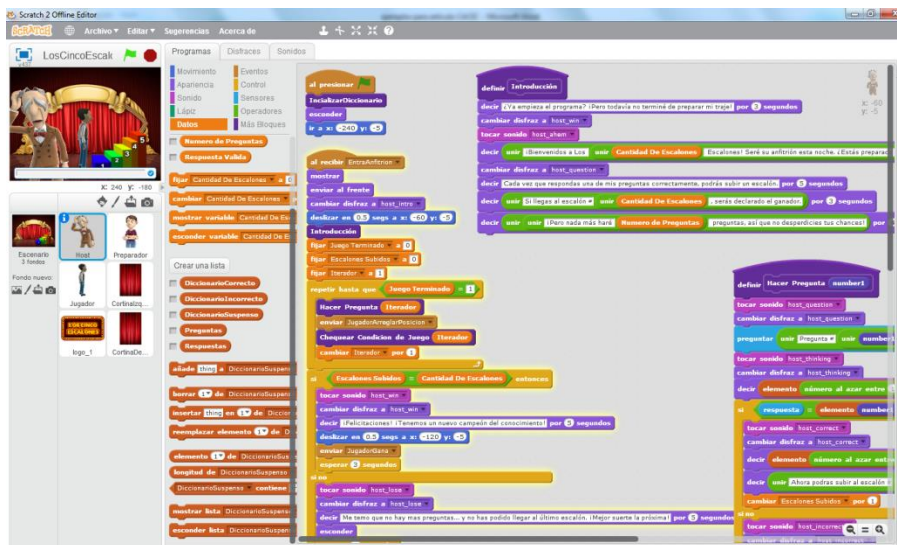 Scratch 2 Offline Editor
SCRATCH Archivo Editar Sugerencias Acerca de
LosCincoEscak
Programas Disfraces Sonidos
Movimiento Eventos
Apariencia Control
Sonido Sensores
Lápiz Operadores
Datos Más Bloques
Numero de Preguntas
Respuesta Valida
fijar Cantidad De Escalones a 0
cambiar Cantidad De Escalones
mostrar variable Cantidad De Es
esconder variable Cantidad De Es
Crear una lista
DiccionarioCorrecto
DiccionarioIncorrecto
DiccionarioSuspenso
Preguntas
Respuestas
añade thing a DiccionarioSuspens
borrar 1 de Diccion
insertar thing en 1 de Diccion
reemplazar elemento 1 de Diccion
elemento 1 de DiccionarioSus
longitud de DiccionarioSuspens
DiccionarioSuspenso contiene
mostrar lista DiccionarioSuspens
esconder lista DiccionarioSuspens
X: 240 y: -180
Escenario
3 fondos
Fondo nuevo:
Host
Preparador
Jugador
CortinaIzq...
LOS CINCO ESCALONES
logo_1
CortinaDe...
al presionar
IncializarDiccionario
esconder
ir a x: -240 y: -5
al recibir EntraAnfitrion
mostrar
enviar al frente
cambiar disfraz a host_intro
deslizar en 0.5 segs a x: -60 y: -5
Introducción
fijar Juego Terminado a 0
fijar Escalones Subidos a 0
fijar Iterador a 1
repetir hasta que Juego Terminado = 1
Hacer Pregunta Iterador
enviar JugadorArreglarPosicion
Chequear Condicion de Juego Iterador
cambiar Iterador por 1
si Escalones Subidos = Cantidad De Escalones entonces
tocar sonido host_win
cambiar disfraz a host_win
decir ¡Felicitaciones! ¡Tenemos un nuevo campeón del conocimiento! por 5 segundos
deslizar en 0.5 segs a x: -120 y: -5
enviar JugadorGana
esperar 3 segundos
si no
tocar sonido host_lose
cambiar disfraz a host_lose
decir Me temo que no hay mas preguntas... y no has podido llegar al último escalón. ¡Mejor suerte la próxima! por 5 segundos
esconder
definir Introducción
decir ¿Ya empieza el programa? ¡Pero todavía no terminé de preparar mi traje! por 3 segundos
cambiar disfraz a host_win
tocar sonido host_ahem
decir unir ¡Bienvenidos a Los unir Cantidad De Escalones Escalones! Seré su anfitrión esta noche. ¿Estás preparad
cambiar disfraz a host_question
decir Cada vez que respondas una de mis preguntas correctamente, podrás subir un escalón. por 5 segundos
decir unir Si llegas al escalón # unir Cantidad De Escalones , serás declarado el ganador. por 3 segundos
decir unir unir ¡Pero nada más haré Numero de Preguntas preguntas, así que no desperdicies tus chances! por
x: -60
y: -5
definir Hacer Pregunta number1
tocar sonido host_question
cambiar disfraz a host_question
preguntar unir Pregunta # unir number
tocar sonido host_thinking
cambiar disfraz a host_thinking
decir elemento número al azar entre
si respuesta = elemento number
tocar sonido host_correct
cambiar disfraz a host_correct
decir elemento número al azar ent
decir unir Ahora podras subir al escalón
cambiar Escalones Subidos por 1
si no
tocar sonido host_incorrec